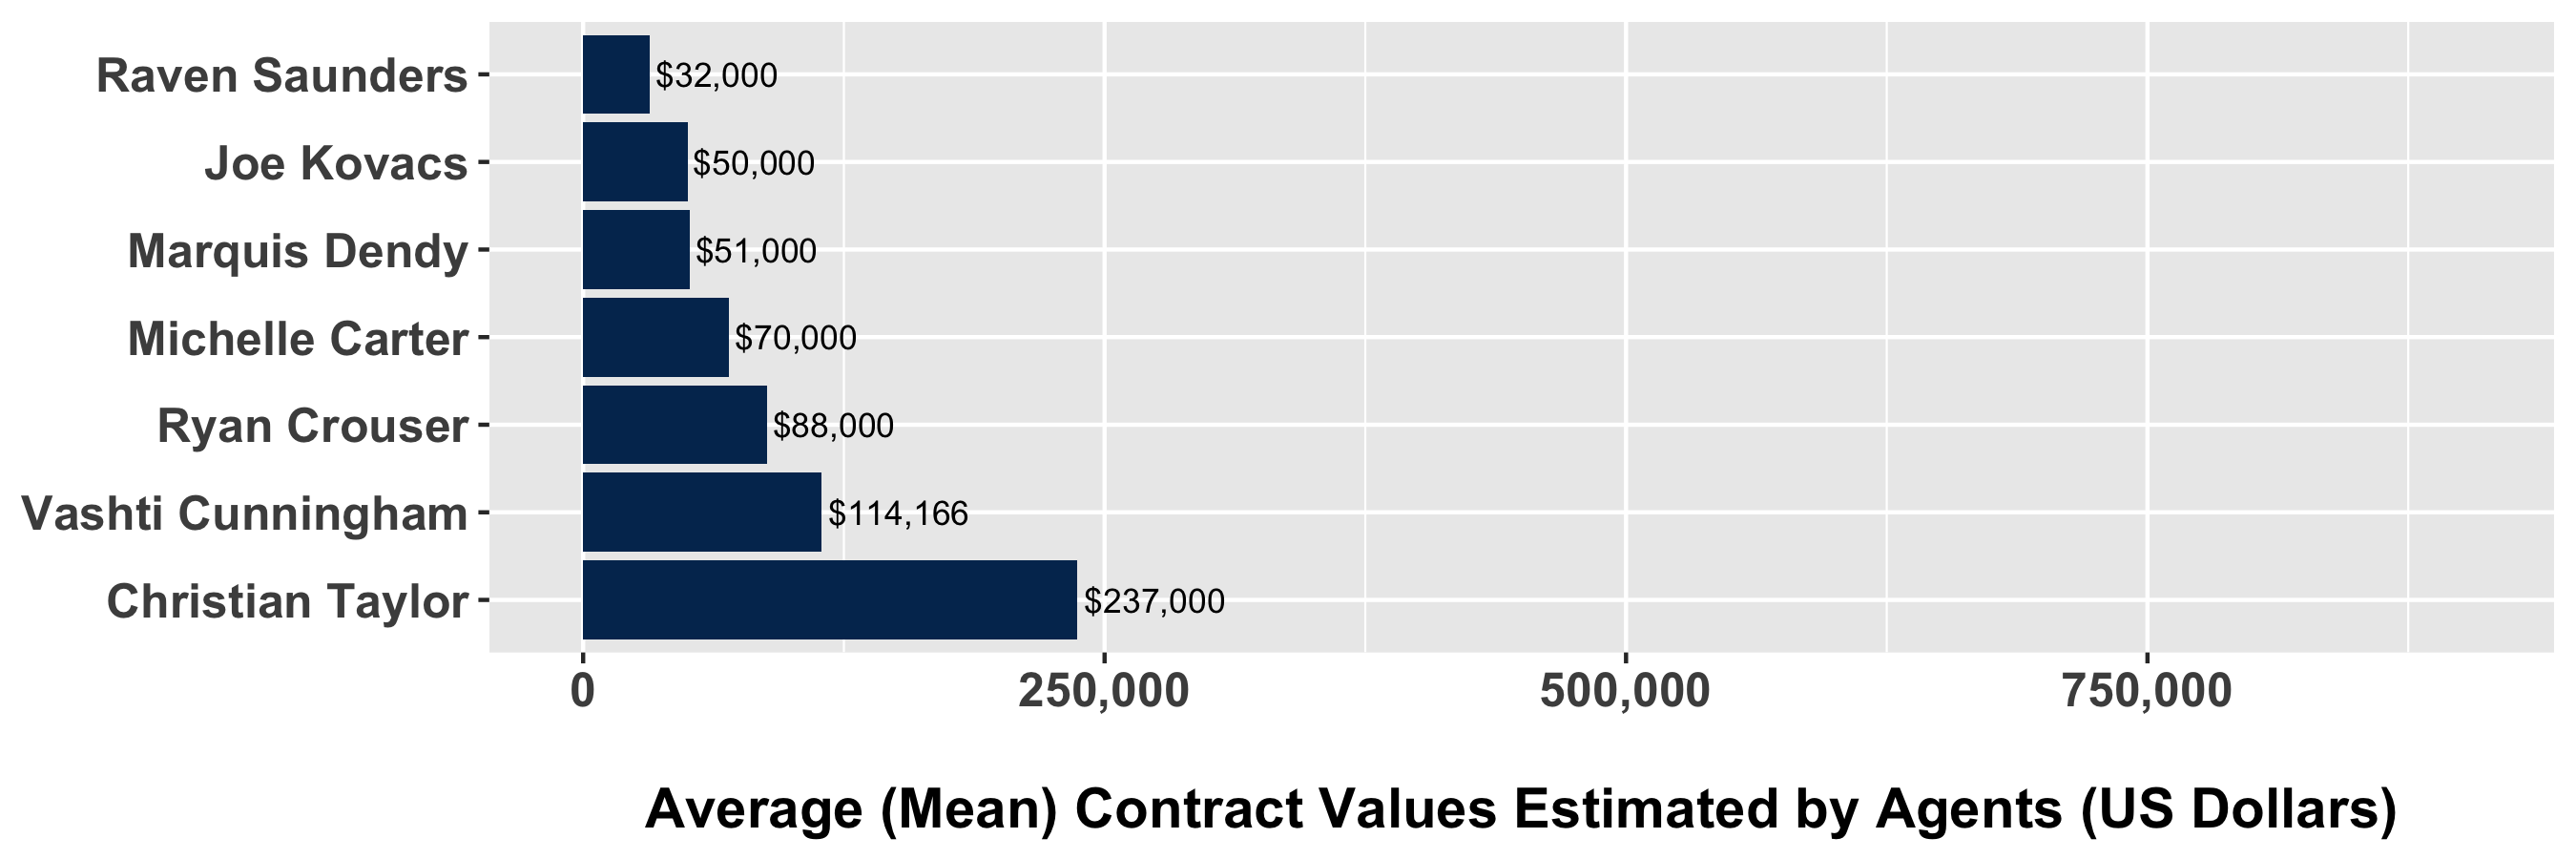 Raven Saunders $32,000
Joe Kovacs $50,000
Marquis Dendy $51,000
Michelle Carter $70,000
Ryan Crouser $88,000
Vashti Cunningham $114,166
Christian Taylor $237,000
0 250,000 500,000 750,000
Average (Mean) Contract Values Estimated by Agents (US Dollars)